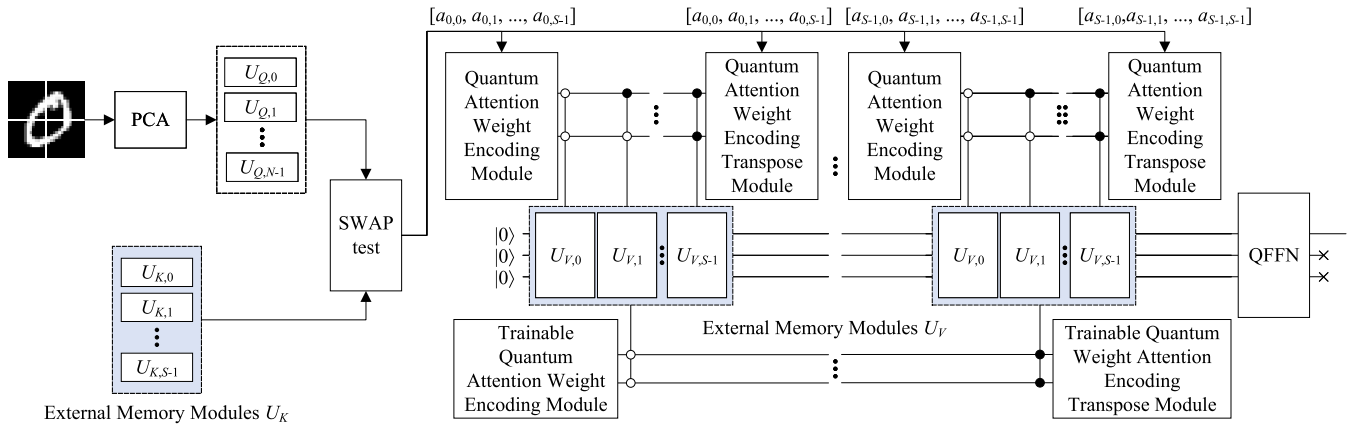 [a0,0, a0,1, ..., a0,S-1]
[a0,0, a0,1, ..., a0,S-1]
[aS-1,0, aS-1,1, ..., aS-1,S-1]
[aS-1,0,aS-1,1, ..., aS-1,S-1]
PCA
UQ,0
UQ,1
UQ,N-1
SWAP
test
UK,0
UK,1
UK,S-1
External Memory Modules UK
Quantum
Attention
Weight
Encoding
Module
Quantum
Attention
Weight
Encoding
Transpose
Module
Quantum
Attention
Weight
Encoding
Module
Quantum
Attention
Weight
Encoding
Transpose
Module
|0⟩
|0⟩
|0⟩
UV,0
UV,1
UV,S-1
UV,0
UV,1
UV,S-1
QFFN
External Memory Modules UV
Trainable
Quantum
Attention Weight
Encoding Module
Trainable Quantum
Weight Attention
Encoding
Transpose Module